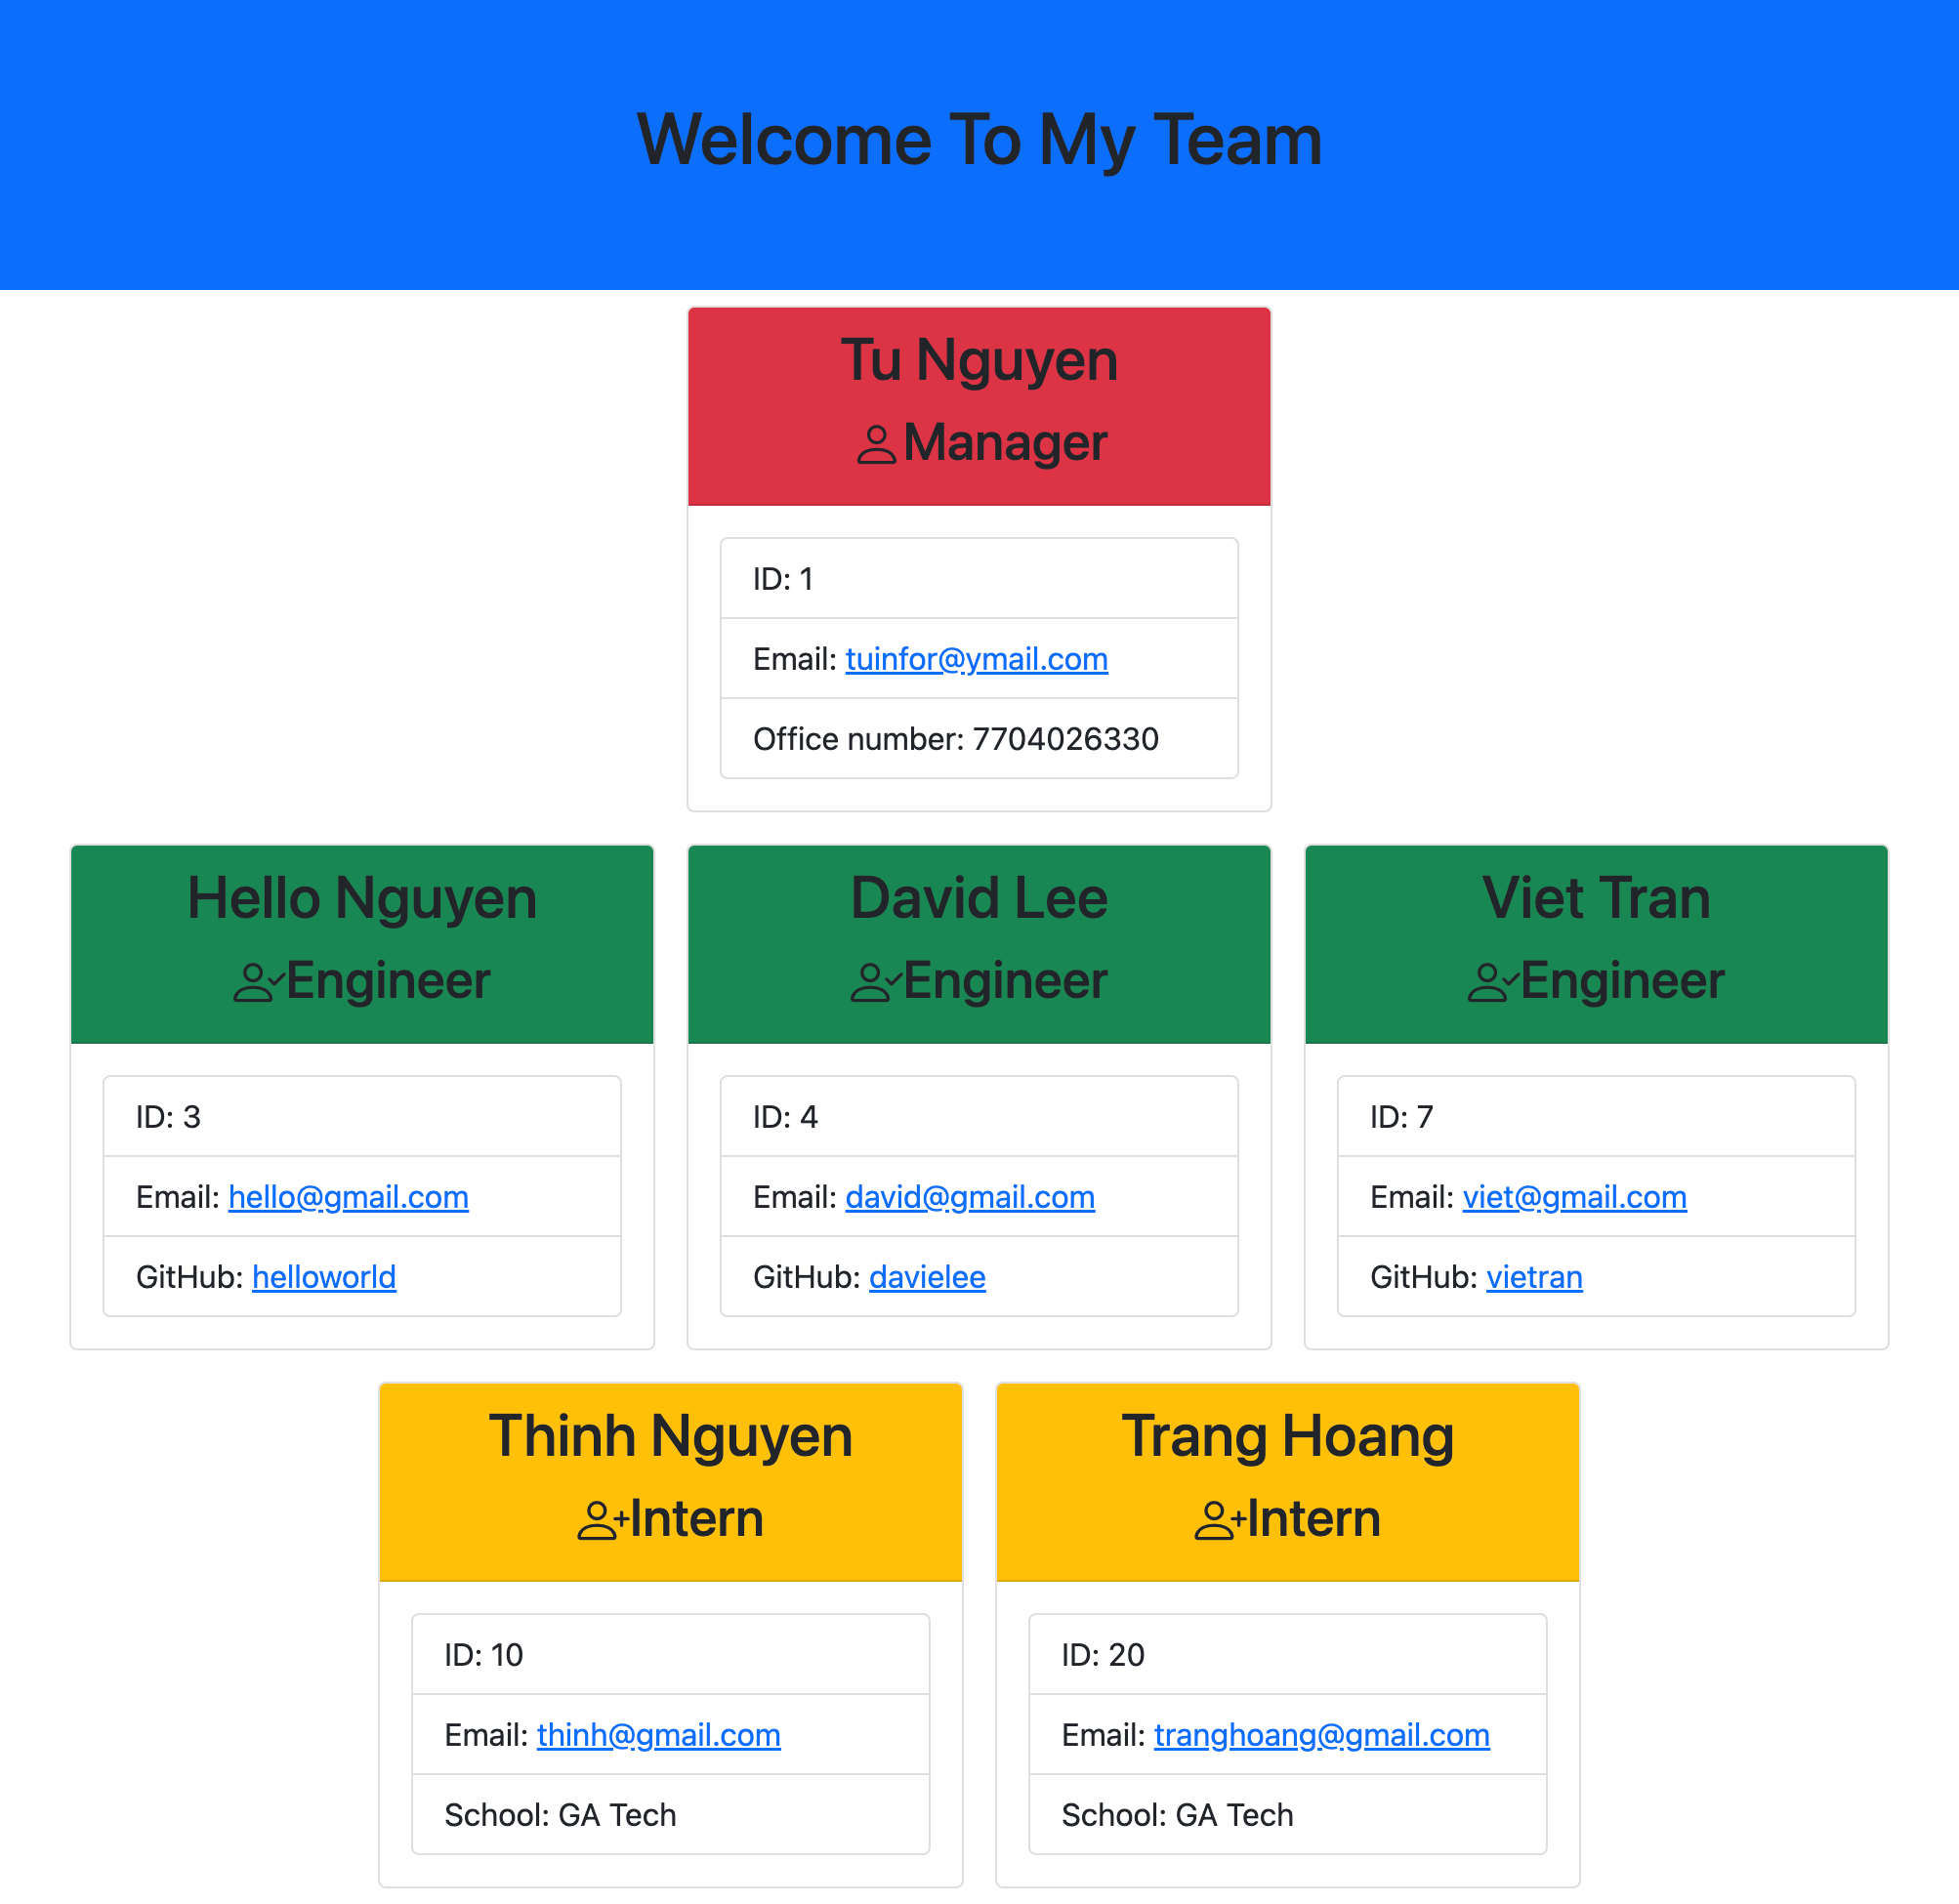 Welcome To My Team
Tu Nguyen
Manager
ID: 1
Email: tuinfor@ymail.com
Office number: 7704026330
Hello Nguyen
Engineer
ID: 3
Email: hello@gmail.com
GitHub: helloworld
David Lee
Engineer
ID: 4
Email: david@gmail.com
GitHub: davielee
Viet Tran
Engineer
ID: 7
Email: viet@gmail.com
GitHub: vietran
Thinh Nguyen
Intern
ID: 10
Email: thinh@gmail.com
School: GA Tech
Trang Hoang
Intern
ID: 20
Email: tranghoang@gmail.com
School: GA Tech